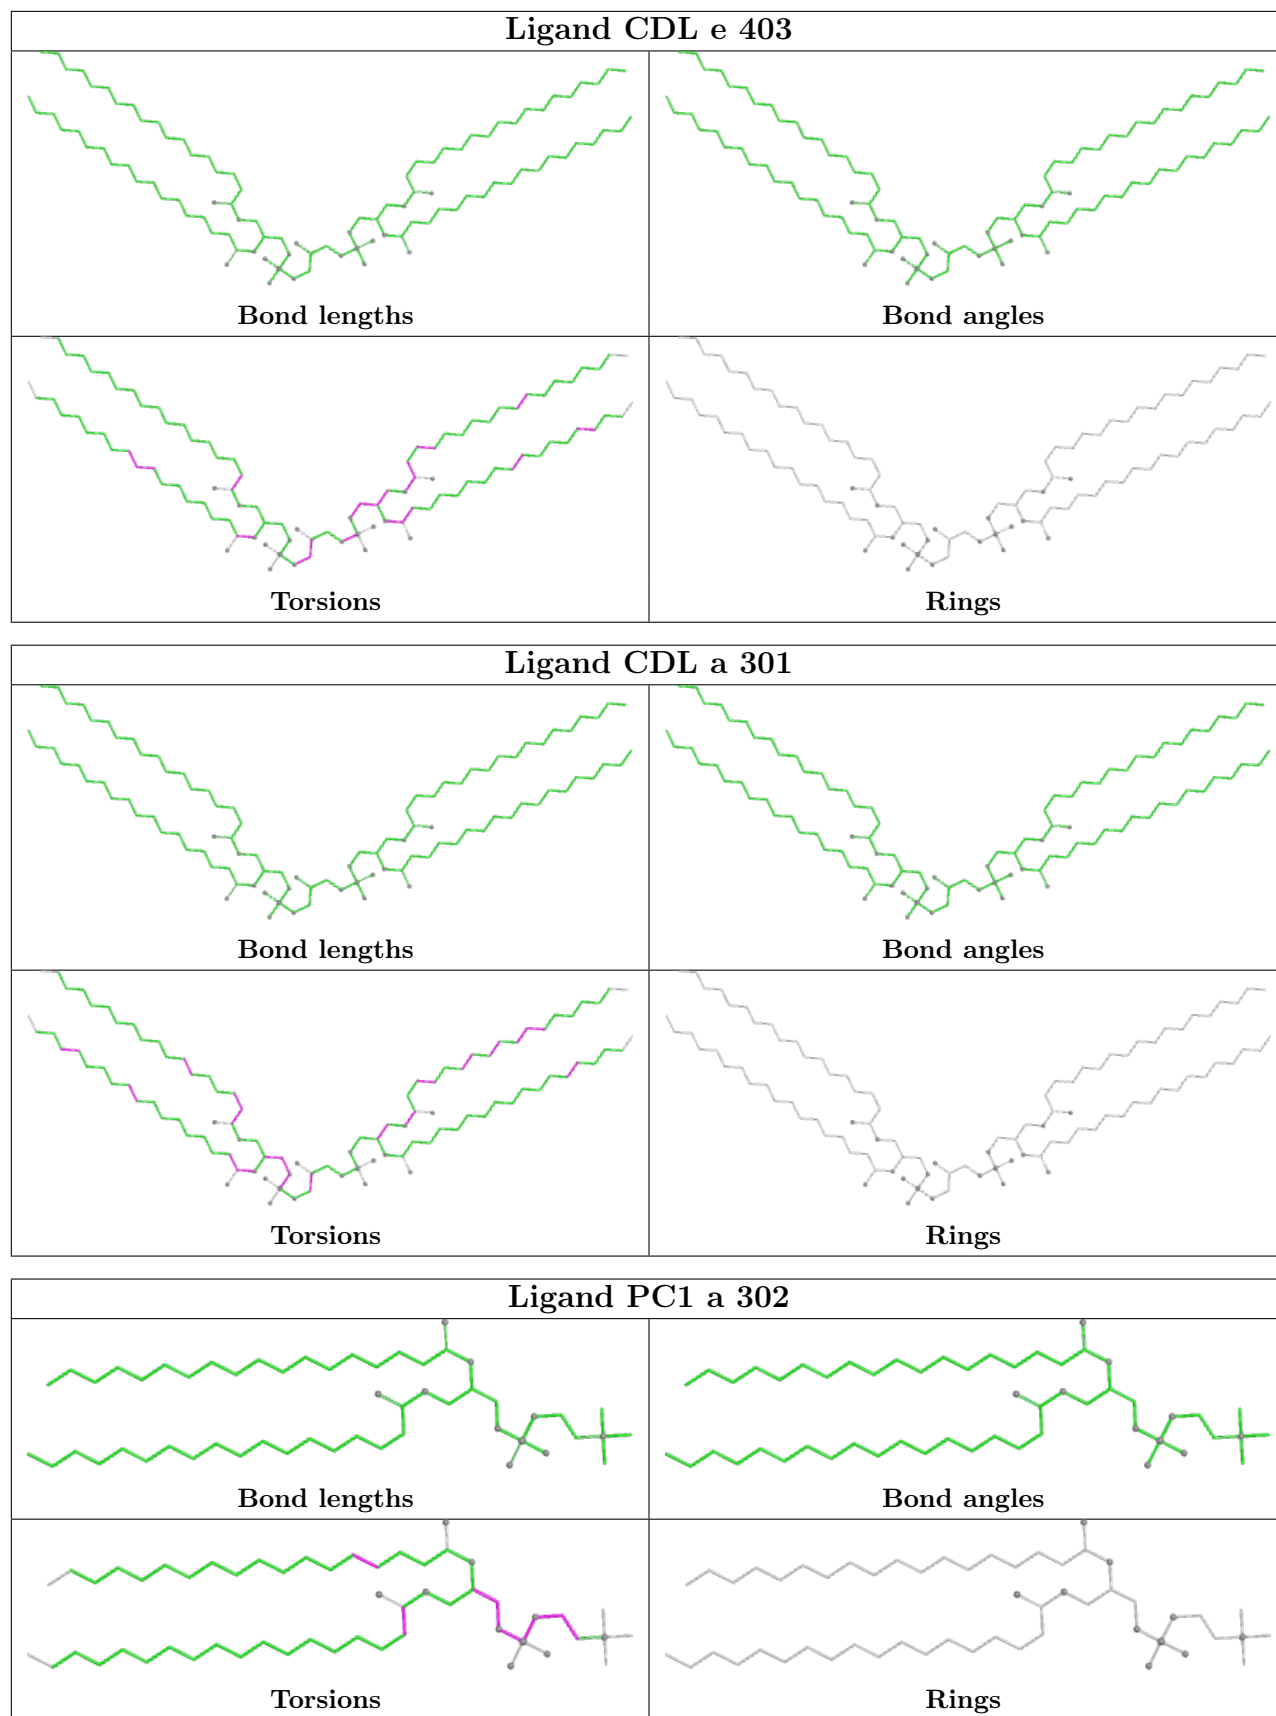 Ligand CDL e 403
Bond lengths
Bond angles
Torsions
Rings
Ligand CDL a 301
Bond lengths
Bond angles
Torsions
Rings
Ligand PC1 a 302
Bond lengths
Bond angles
Torsions
Rings